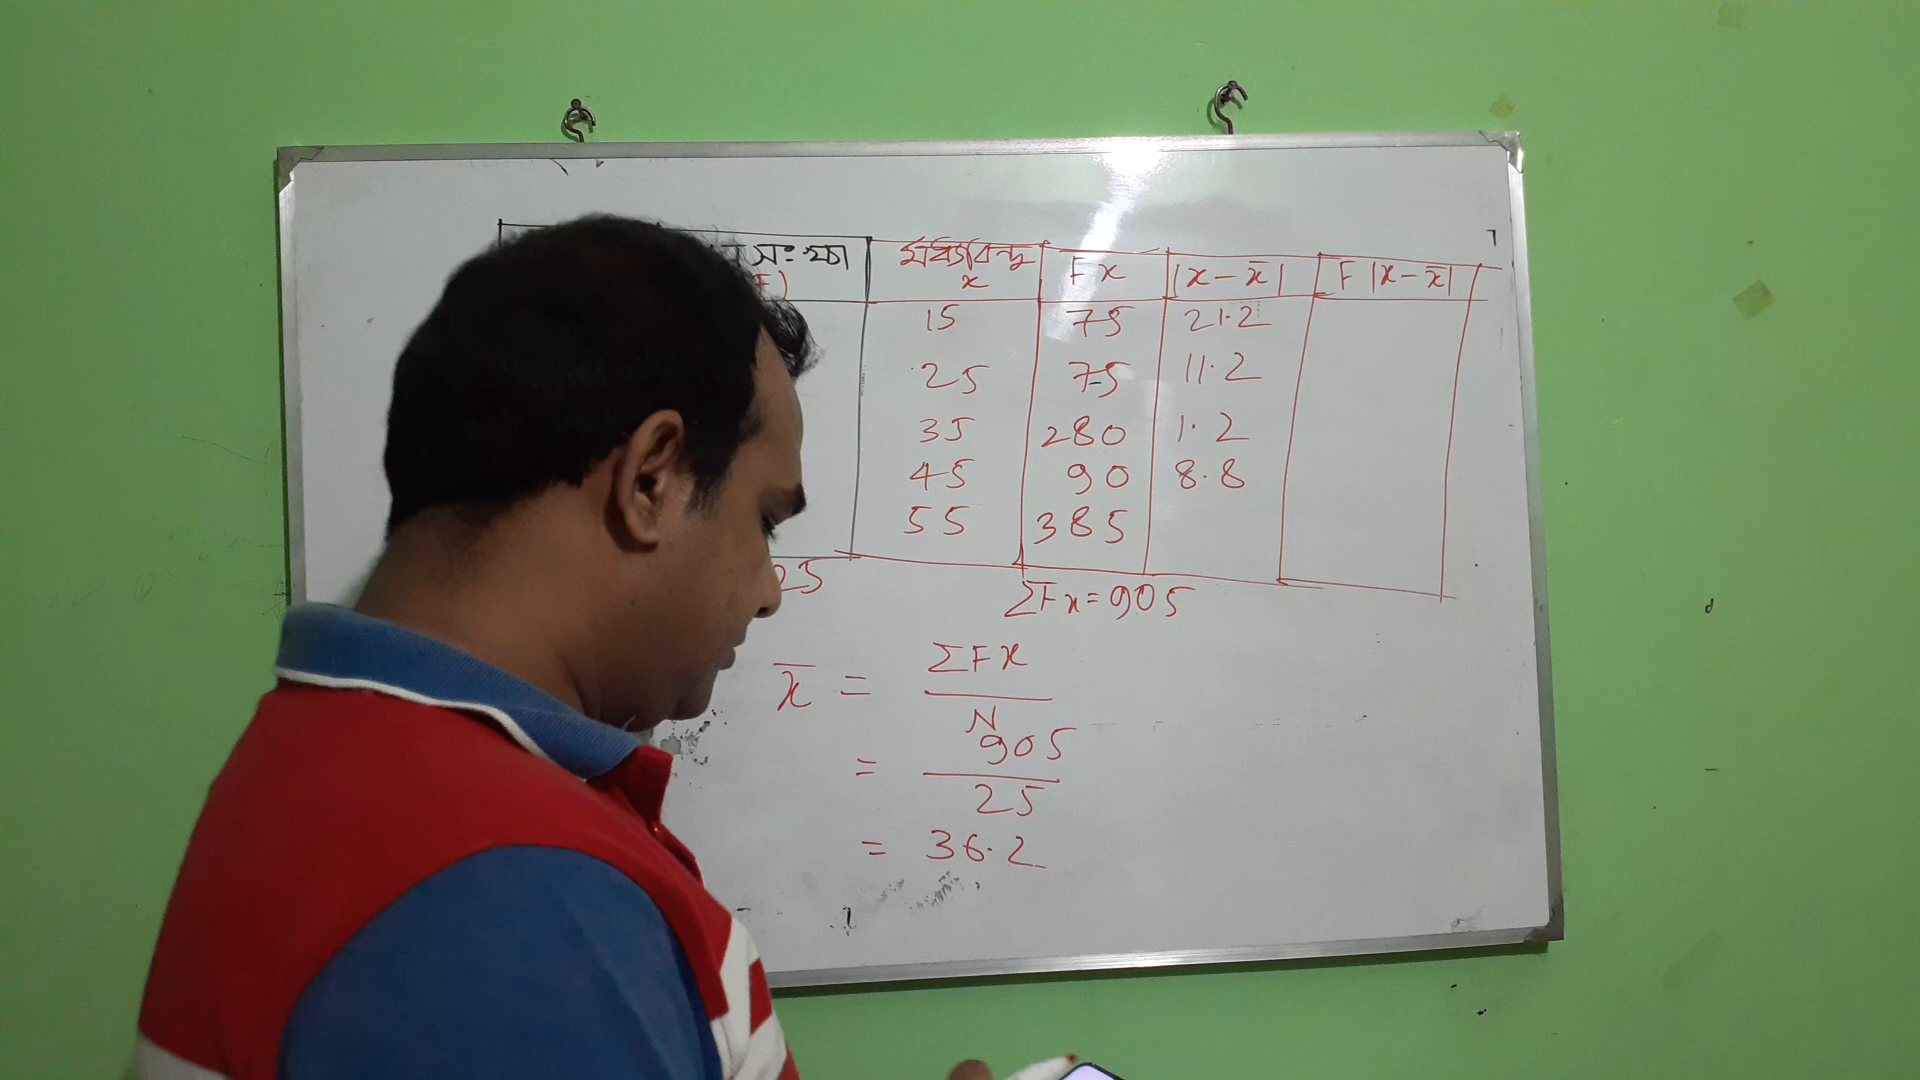 সংখ্যা মধ্যবিন্দু Fx |x-x̄| F |x-x̄|
F) x
15 75 21.2
25 75 11.2
35 280 1.2
45 90 8.8
55 385
25 ΣFx=905
x̄ = ΣFx
N
= 905
25
= 36.2